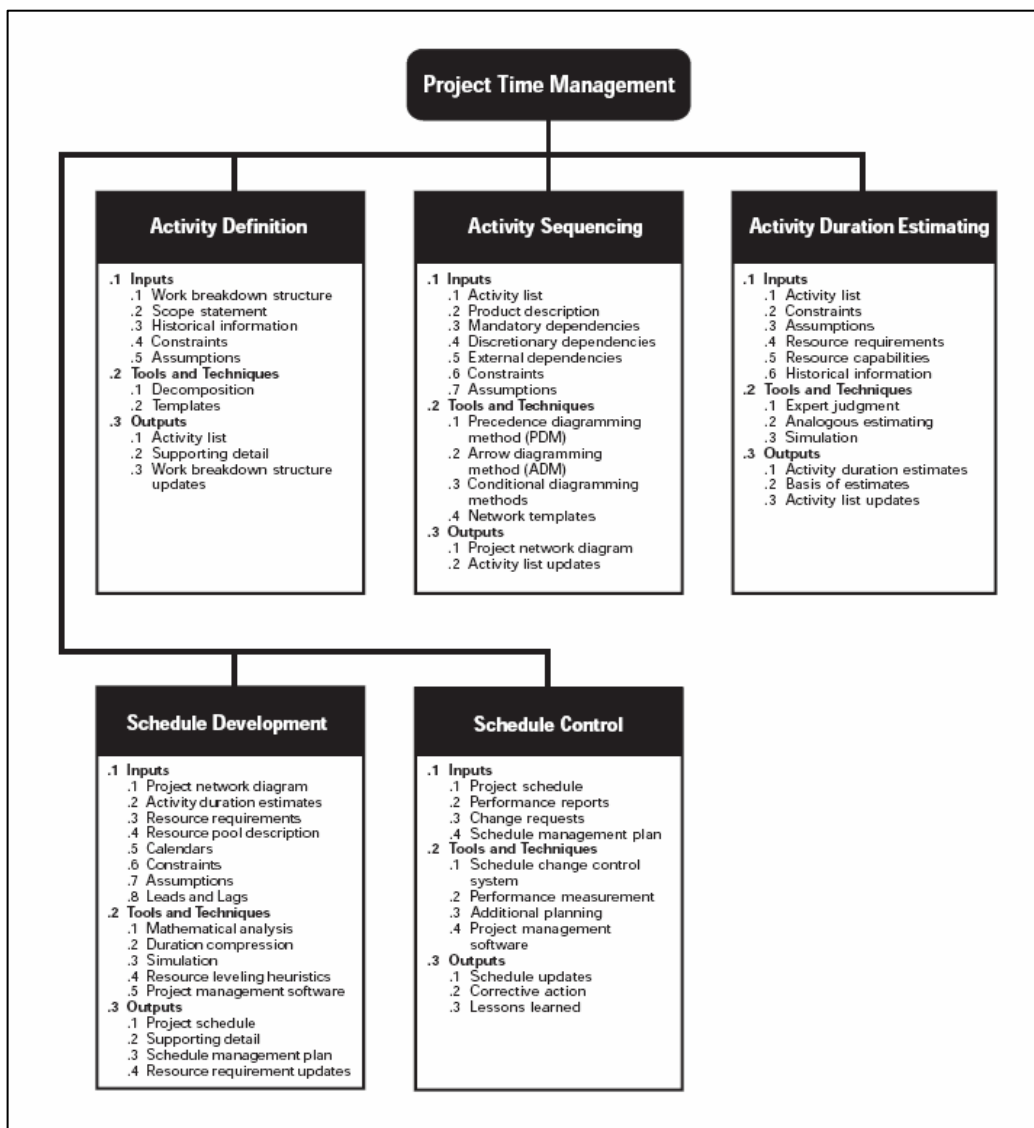 Project Time Management
Activity Definition
.1 Inputs
.1 Work breakdown structure
.2 Scope statement
.3 Historical information
.4 Constraints
.5 Assumptions
.2 Tools and Techniques
.1 Decomposition
.2 Templates
.3 Outputs
.1 Activity list
.2 Supporting detail
.3 Work breakdown structure
updates
Activity Sequencing
.1 Inputs
.1 Activity list
.2 Product description
.3 Mandatory dependencies
.4 Discretionary dependencies
.5 External dependencies
.6 Constraints
.7 Assumptions
.2 Tools and Techniques
.1 Precedence diagramming
method (PDM)
.2 Arrow diagramming
method (ADM)
.3 Conditional diagramming
methods
.4 Network templates
.3 Outputs
.1 Project network diagram
.2 Activity list updates
Activity Duration Estimating
.1 Inputs
.1 Activity list
.2 Constraints
.3 Assumptions
.4 Resource requirements
.5 Resource capabilities
.6 Historical information
.2 Tools and Techniques
.1 Expert judgment
.2 Analogous estimating
.3 Simulation
.3 Outputs
.1 Activity duration estimates
.2 Basis of estimates
.3 Activity list updates
Schedule Development
.1 Inputs
.1 Project network diagram
.2 Activity duration estimates
.3 Resource requirements
.4 Resource pool description
.5 Calendars
.6 Constraints
.7 Assumptions
.8 Leads and Lags
.2 Tools and Techniques
.1 Mathematical analysis
.2 Duration compression
.3 Simulation
.4 Resource leveling heuristics
.5 Project management software
.3 Outputs
.1 Project schedule
.2 Supporting detail
.3 Schedule management plan
.4 Resource requirement updates
Schedule Control
.1 Inputs
.1 Project schedule
.2 Performance reports
.3 Change requests
.4 Schedule management plan
.2 Tools and Techniques
.1 Schedule change control
system
.2 Performance measurement
.3 Additional planning
.4 Project management
software
.3 Outputs
.1 Schedule updates
.2 Corrective action
.3 Lessons learned